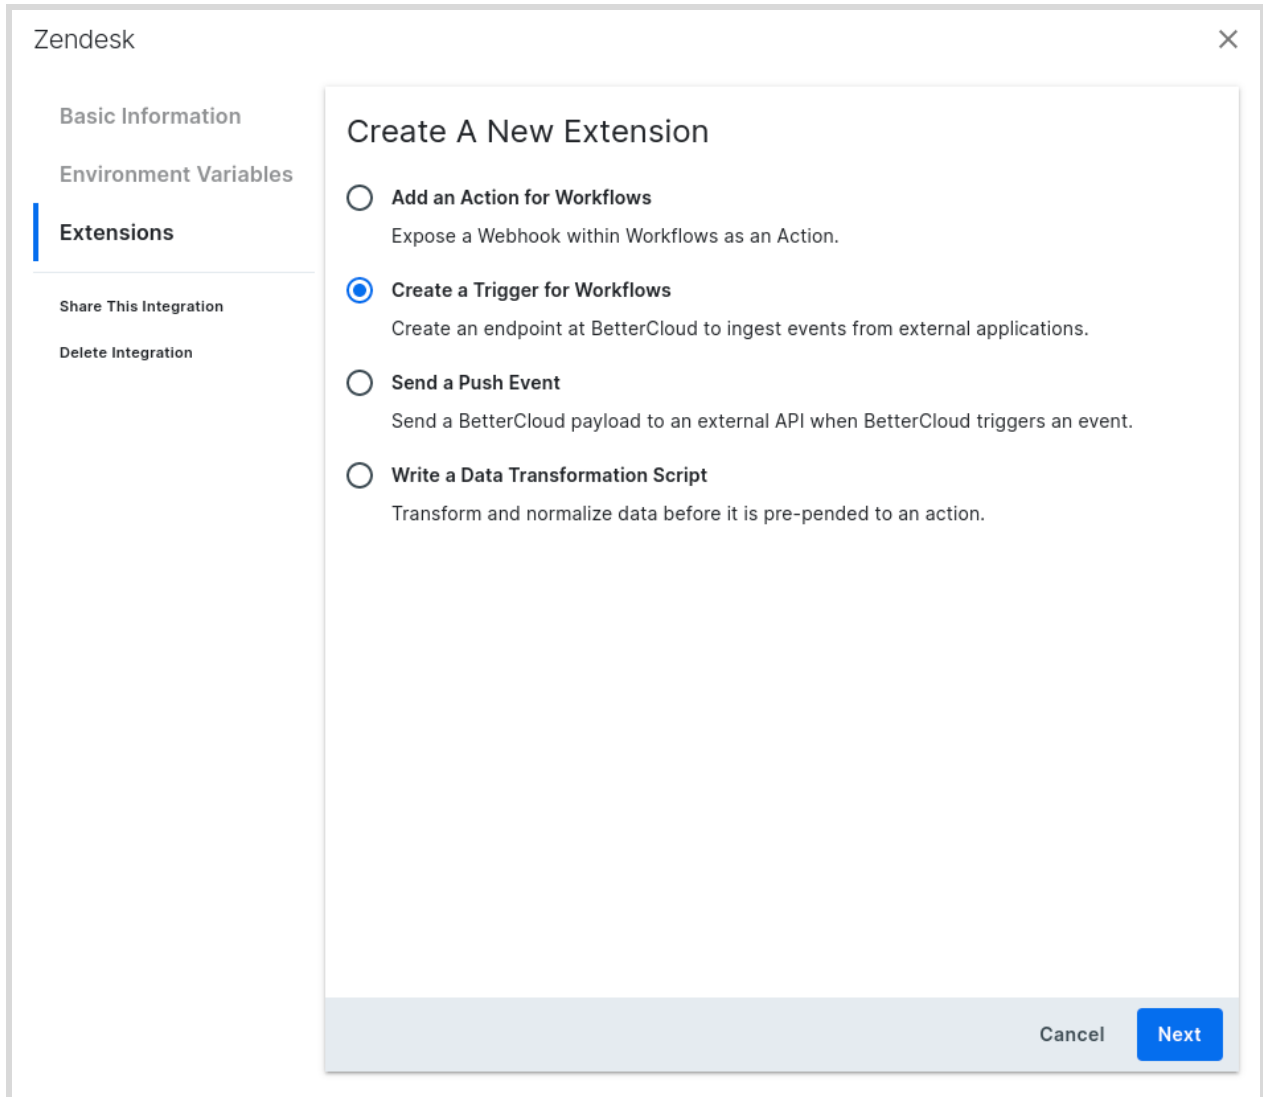 Zendesk
Basic Information
Environment Variables
Extensions
Share This Integration
Delete Integration
Create A New Extension
Add an Action for Workflows
Expose a Webhook within Workflows as an Action.
Create a Trigger for Workflows
Create an endpoint at BetterCloud to ingest events from external applications.
Send a Push Event
Send a BetterCloud payload to an external API when BetterCloud triggers an event.
Write a Data Transformation Script
Transform and normalize data before it is pre-pended to an action.
Cancel
Next